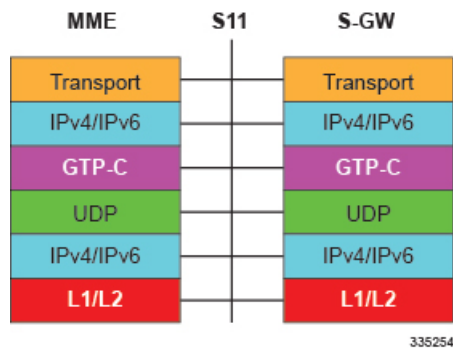 MME S11 S-GW
Transport Transport
IPv4/IPv6 IPv4/IPv6
GTP-C GTP-C
UDP UDP
IPv4/IPv6 IPv4/IPv6
L1/L2 L1/L2
335254